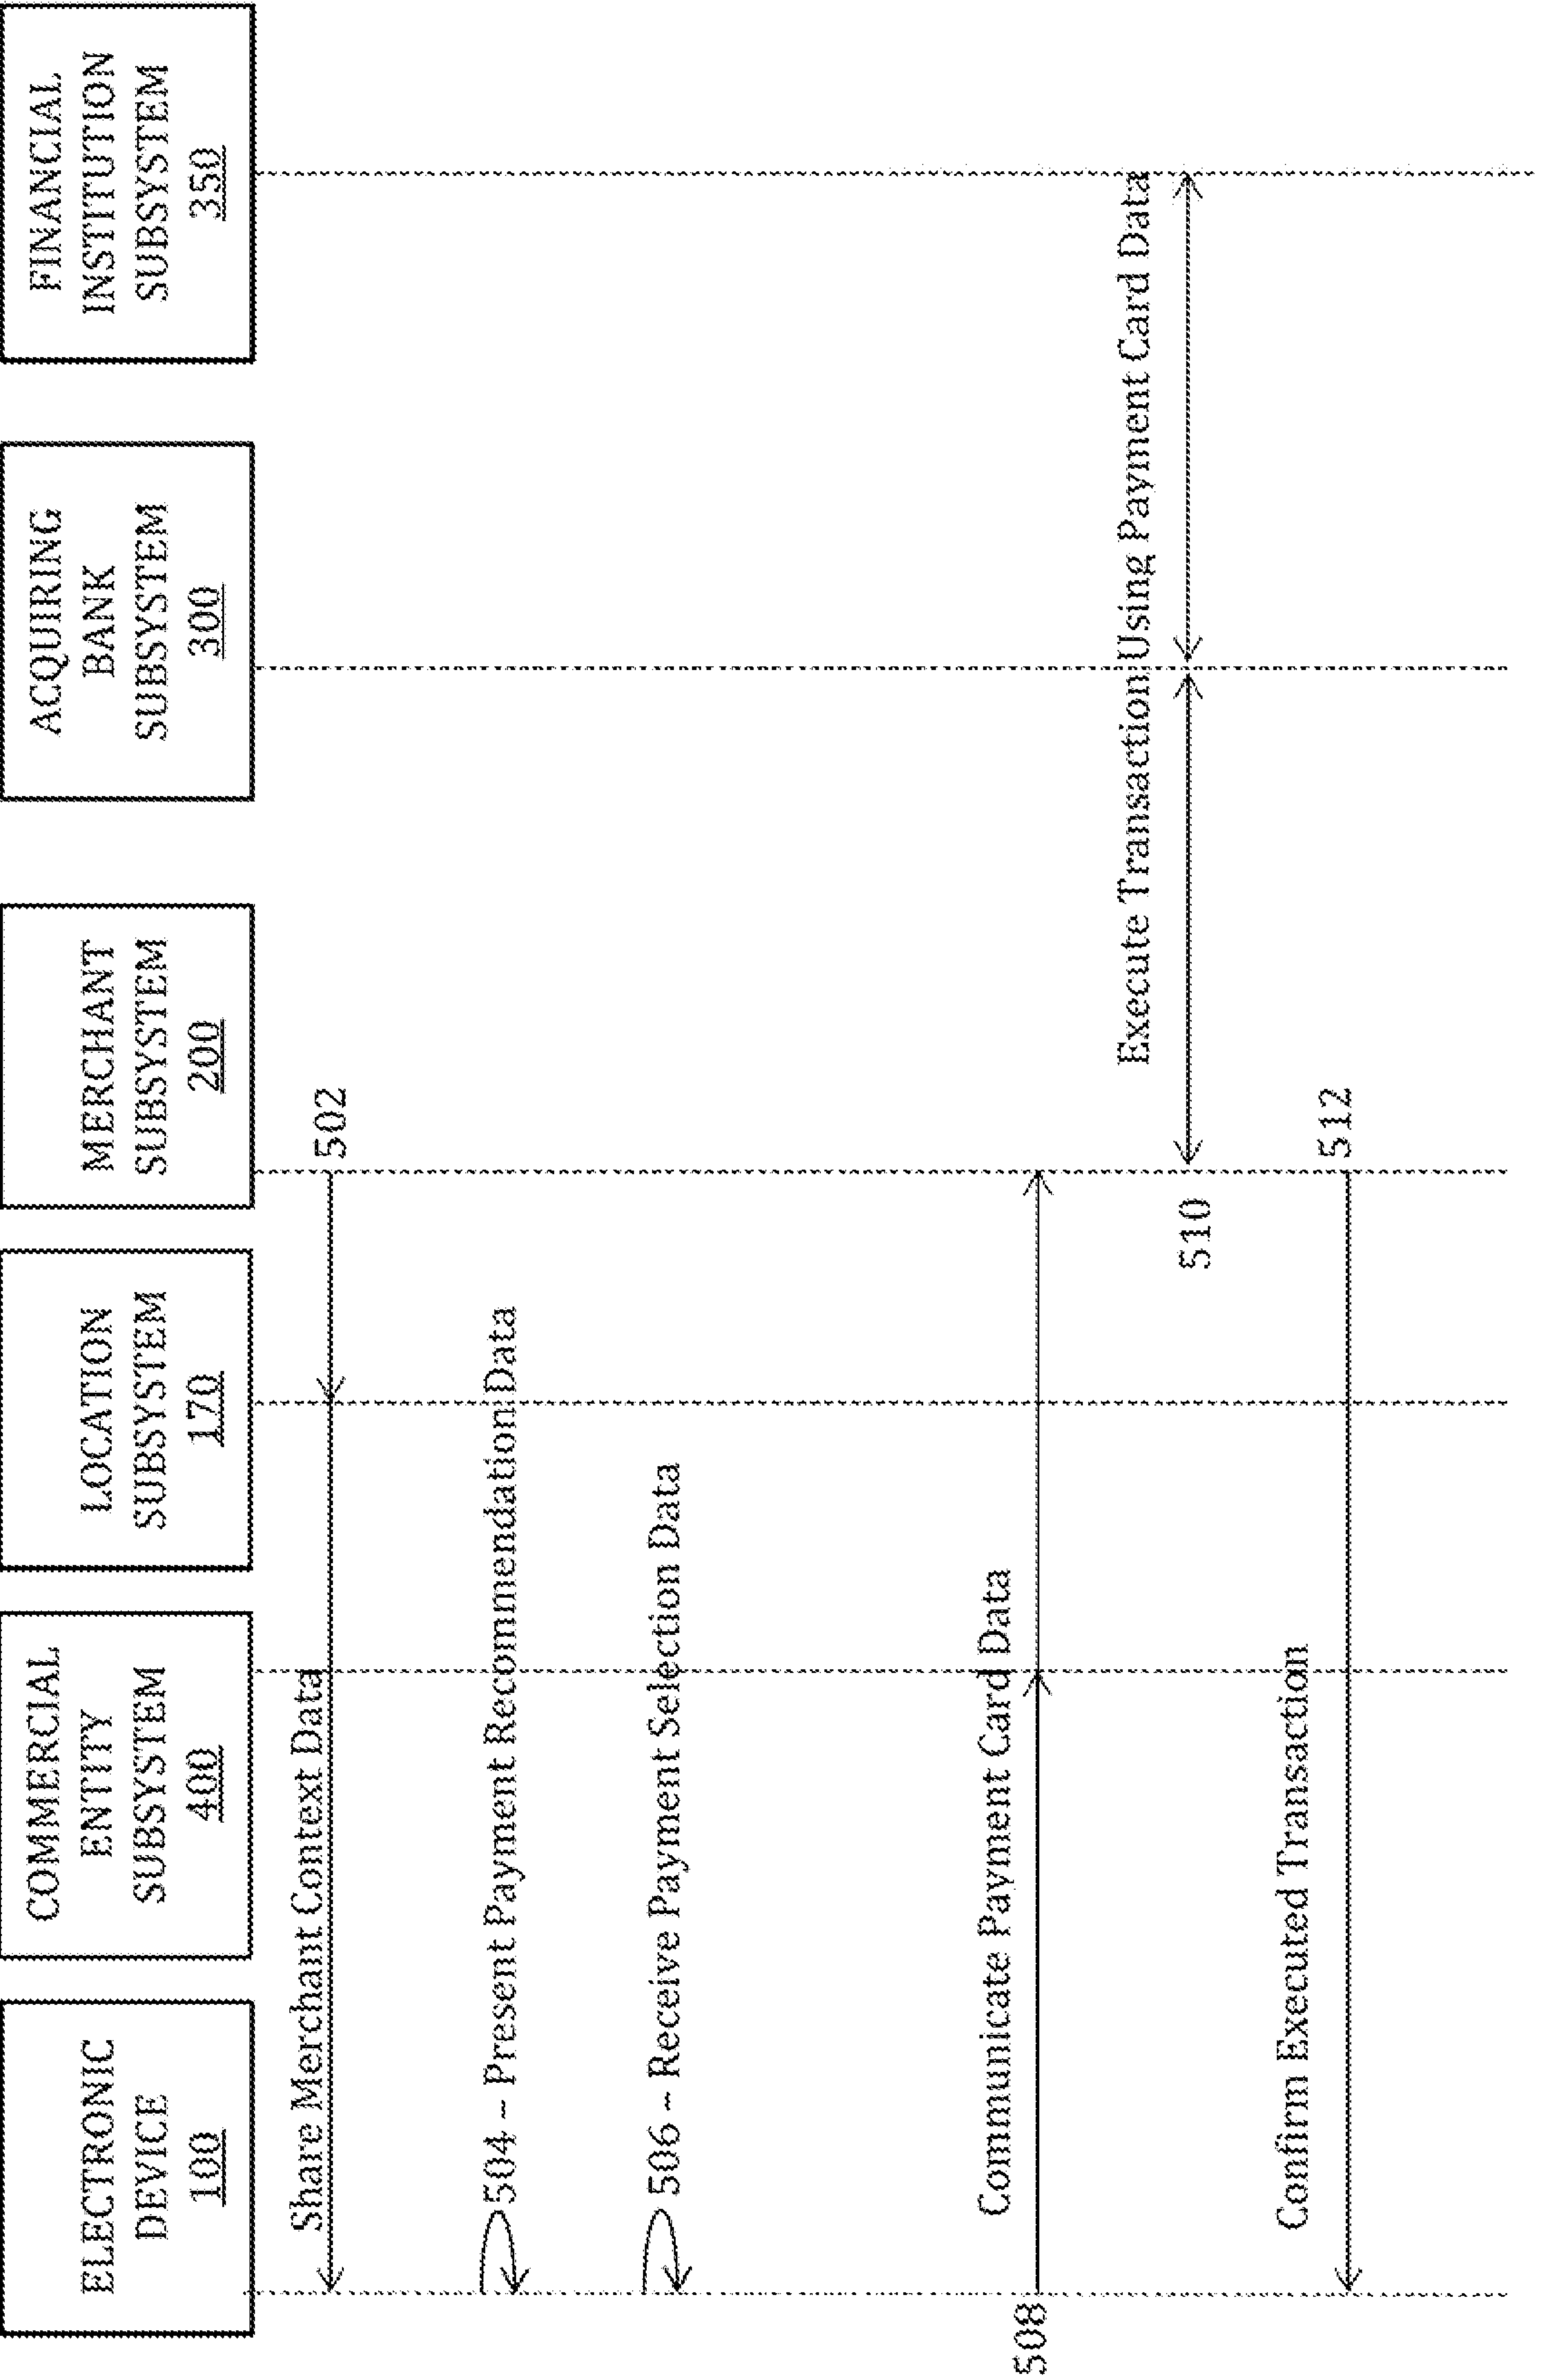 ELECTRONIC
DEVICE
100
COMMERCIAL
ENTITY
SUBSYSTEM
400
LOCATION
SUBSYSTEM
170
MERCHANT
SUBSYSTEM
200
ACQUIRING
BANK
SUBSYSTEM
300
FINANCIAL
INSTITUTION
SUBSYSTEM
350
Share Merchant Context Data
502
504 – Present Payment Recommendation Data
506 – Receive Payment Selection Data
Communicate Payment Card Data
508
Execute Transaction Using Payment Card Data
510
Confirm Executed Transaction
512